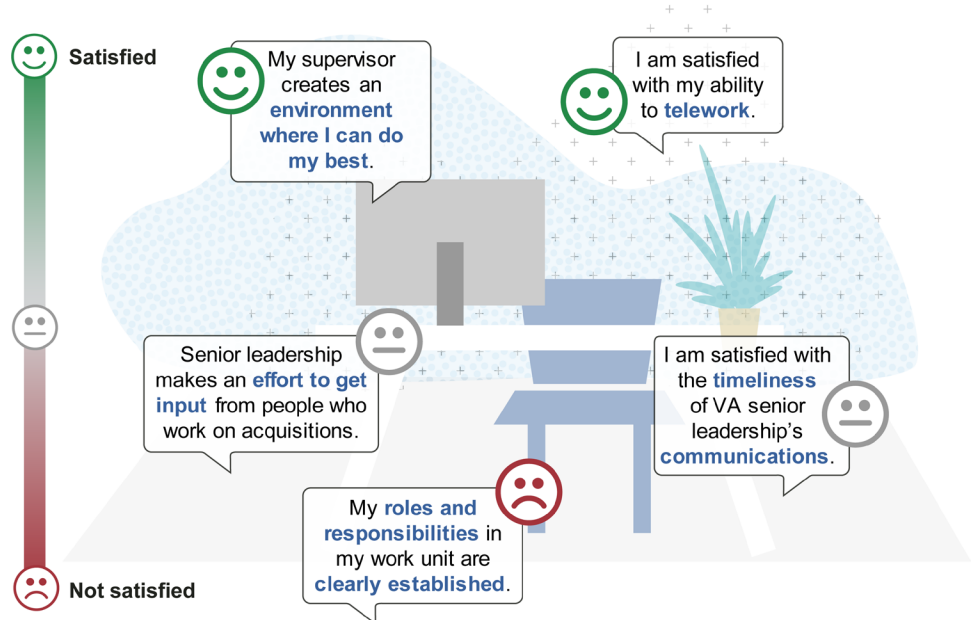 Satisfied
My supervisor
creates an
environment
where I can do
my best.
I am satisfied
with my ability
to telework.
Senior leadership
makes an effort to get
input from people who
work on acquisitions.
I am satisfied with
the timeliness
of VA senior
leadership’s
communications.
My roles and
responsibilities in
my work unit are
clearly established.
Not satisfied